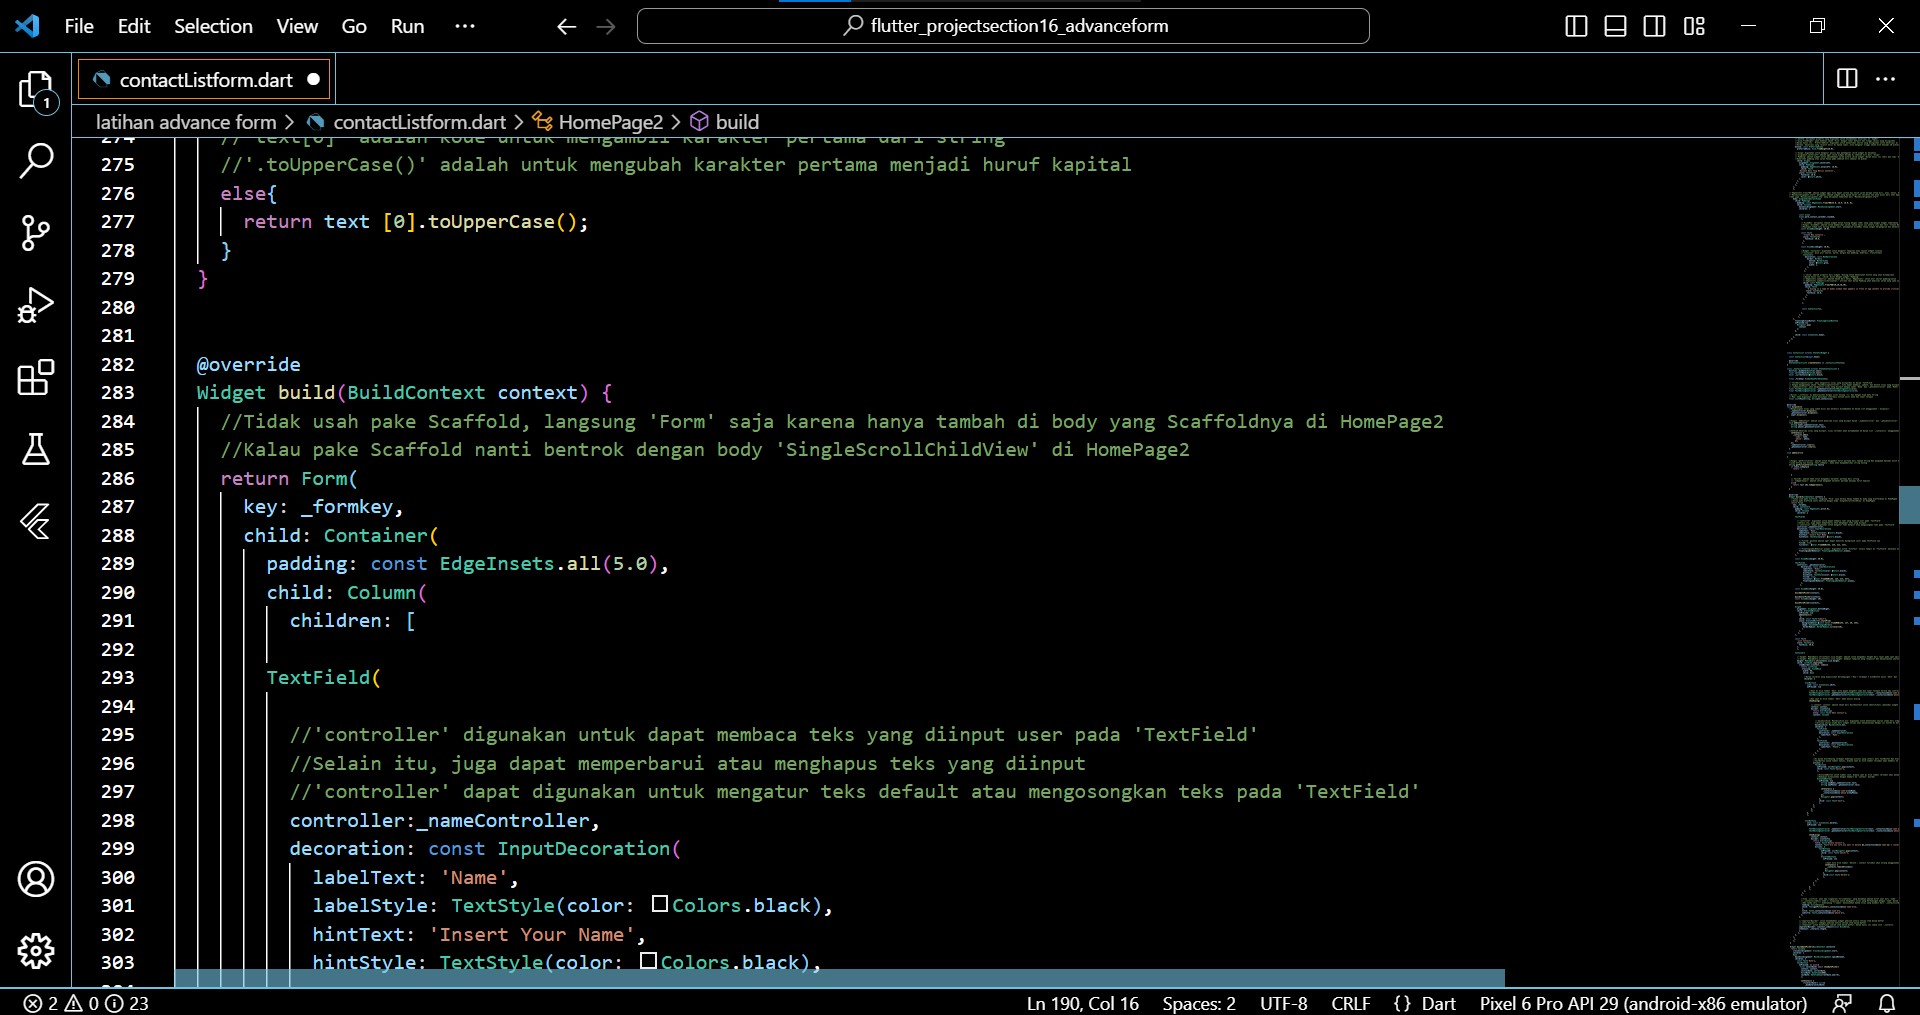 File Edit Selection View Go Run ··· flutter_projectsection16_advanceform
1
contactListform.dart
latihan advance form > contactListform.dart > HomePage2 > build
274 //'text[0]' adalah kode untuk mengambil karakter pertama dari string
275 //'.toUpperCase()' adalah untuk mengubah karakter pertama menjadi huruf kapital
276 else{
277 return text [0].toUpperCase();
278 }
279 }
280
281
282 @override
283 Widget build(BuildContext context) {
284 //Tidak usah pake Scaffold, langsung 'Form' saja karena hanya tambah di body yang Scaffoldnya di HomePage2
285 //Kalau pake Scaffold nanti bentrok dengan body 'SingleScrollChildView' di HomePage2
286 return Form(
287 key: _formkey,
288 child: Container(
289 padding: const EdgeInsets.all(5.0),
290 child: Column(
291 children: [
292
293 TextField(
294
295 //'controller' digunakan untuk dapat membaca teks yang diinput user pada 'TextField'
296 //Selain itu, juga dapat memperbarui atau menghapus teks yang diinput
297 //'controller' dapat digunakan untuk mengatur teks default atau mengosongkan teks pada 'TextField'
298 controller:_nameController,
299 decoration: const InputDecoration(
300 labelText: 'Name',
301 labelStyle: TextStyle(color: Colors.black),
302 hintText: 'Insert Your Name',
303 hintStyle: TextStyle(color: Colors.black),
2 0 23 Ln 190, Col 16 Spaces: 2 UTF-8 CRLF {} Dart Pixel 6 Pro API 29 (android-x86 emulator)